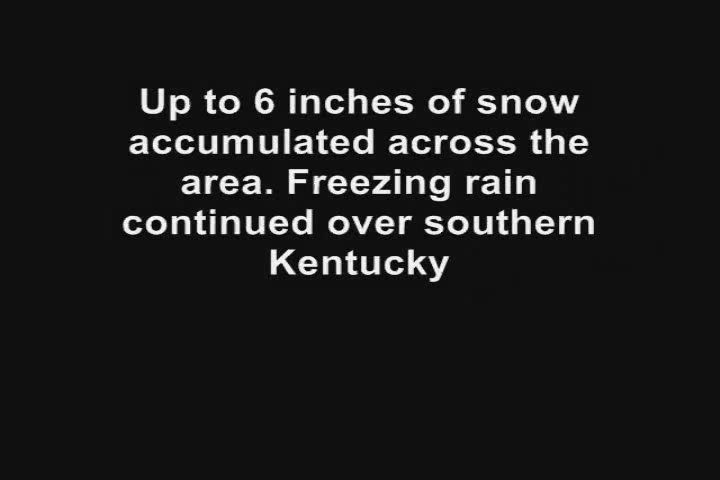 Up to 6 inches of snow
accumulated across the
area. Freezing rain
continued over southern
Kentucky